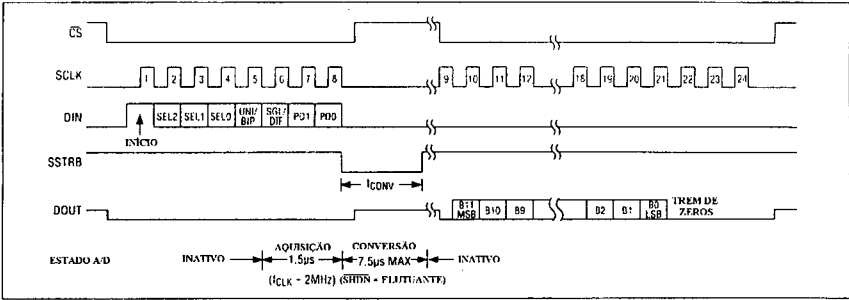 CS
SCLK 1 2 3 4 5 6 7 8 9 10 11 12 18 19 20 21 22 23 24
DIN SEL2 SEL1 SEL0 UNI/BIP SGL/DIF PD1 PD0
INÍCIO
SSTRB
tCONV
DOUT B11 MSB B10 B9 B2 B1 B0 LSB TREM DE ZEROS
AQUISIÇÃO CONVERSÃO
ESTADO A/D INATIVO 1.5µs 7.5µs MAX INATIVO
(fCLK = 2MHz) (SHDN = FLUTUANTE)